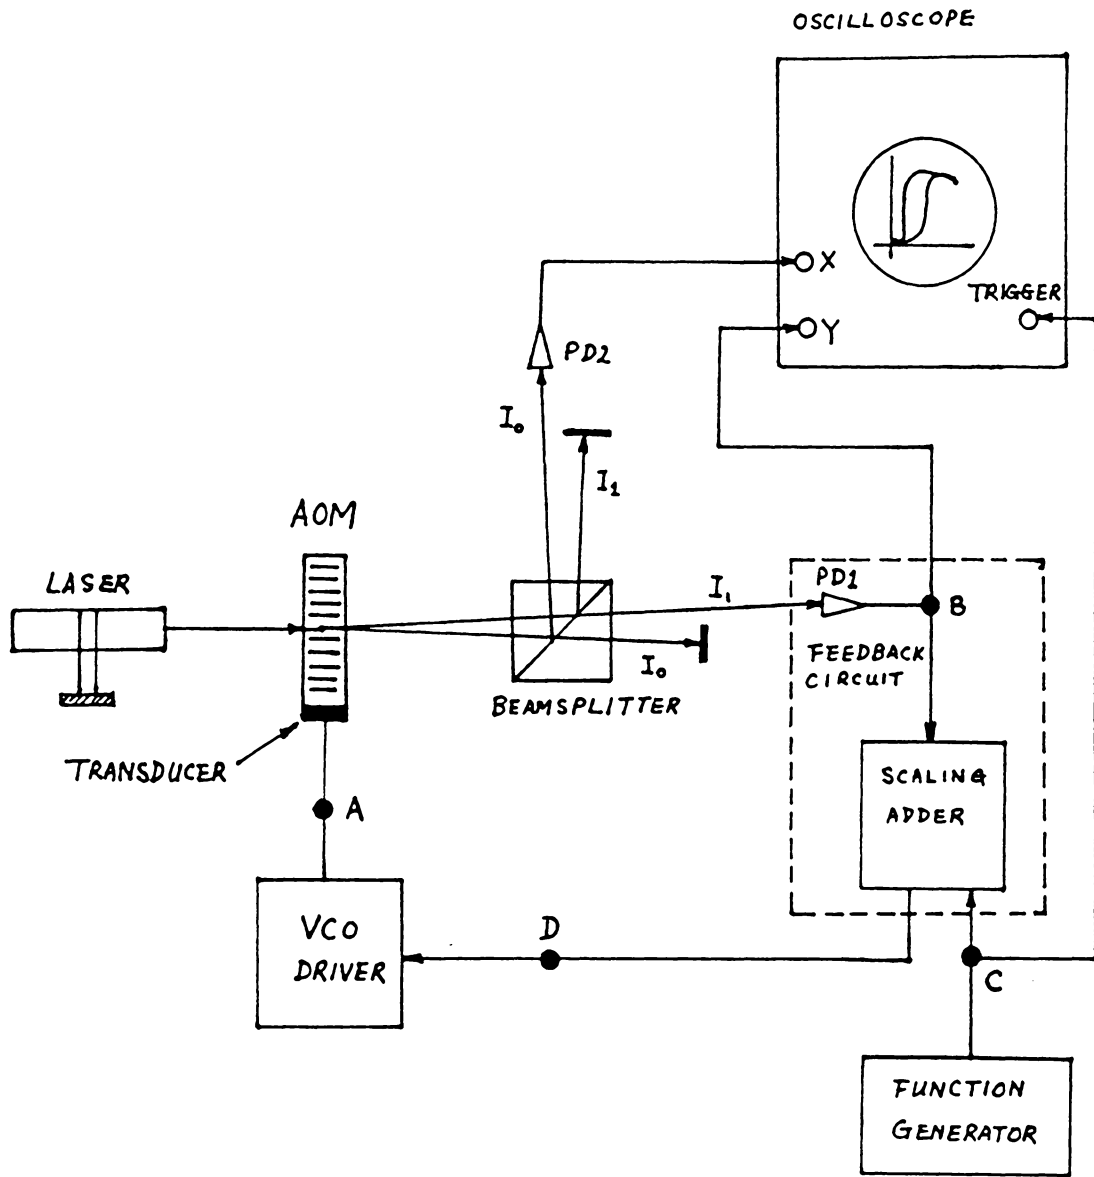 OSCILLOSCOPE
X
TRIGGER
Y
PD2
I₀
I₁
AOM
LASER
PD1
I₁
B
I₀
FEEDBACK
CIRCUIT
BEAMSPLITTER
TRANSDUCER
SCALING
ADDER
A
VCO
DRIVER
D
C
FUNCTION
GENERATOR